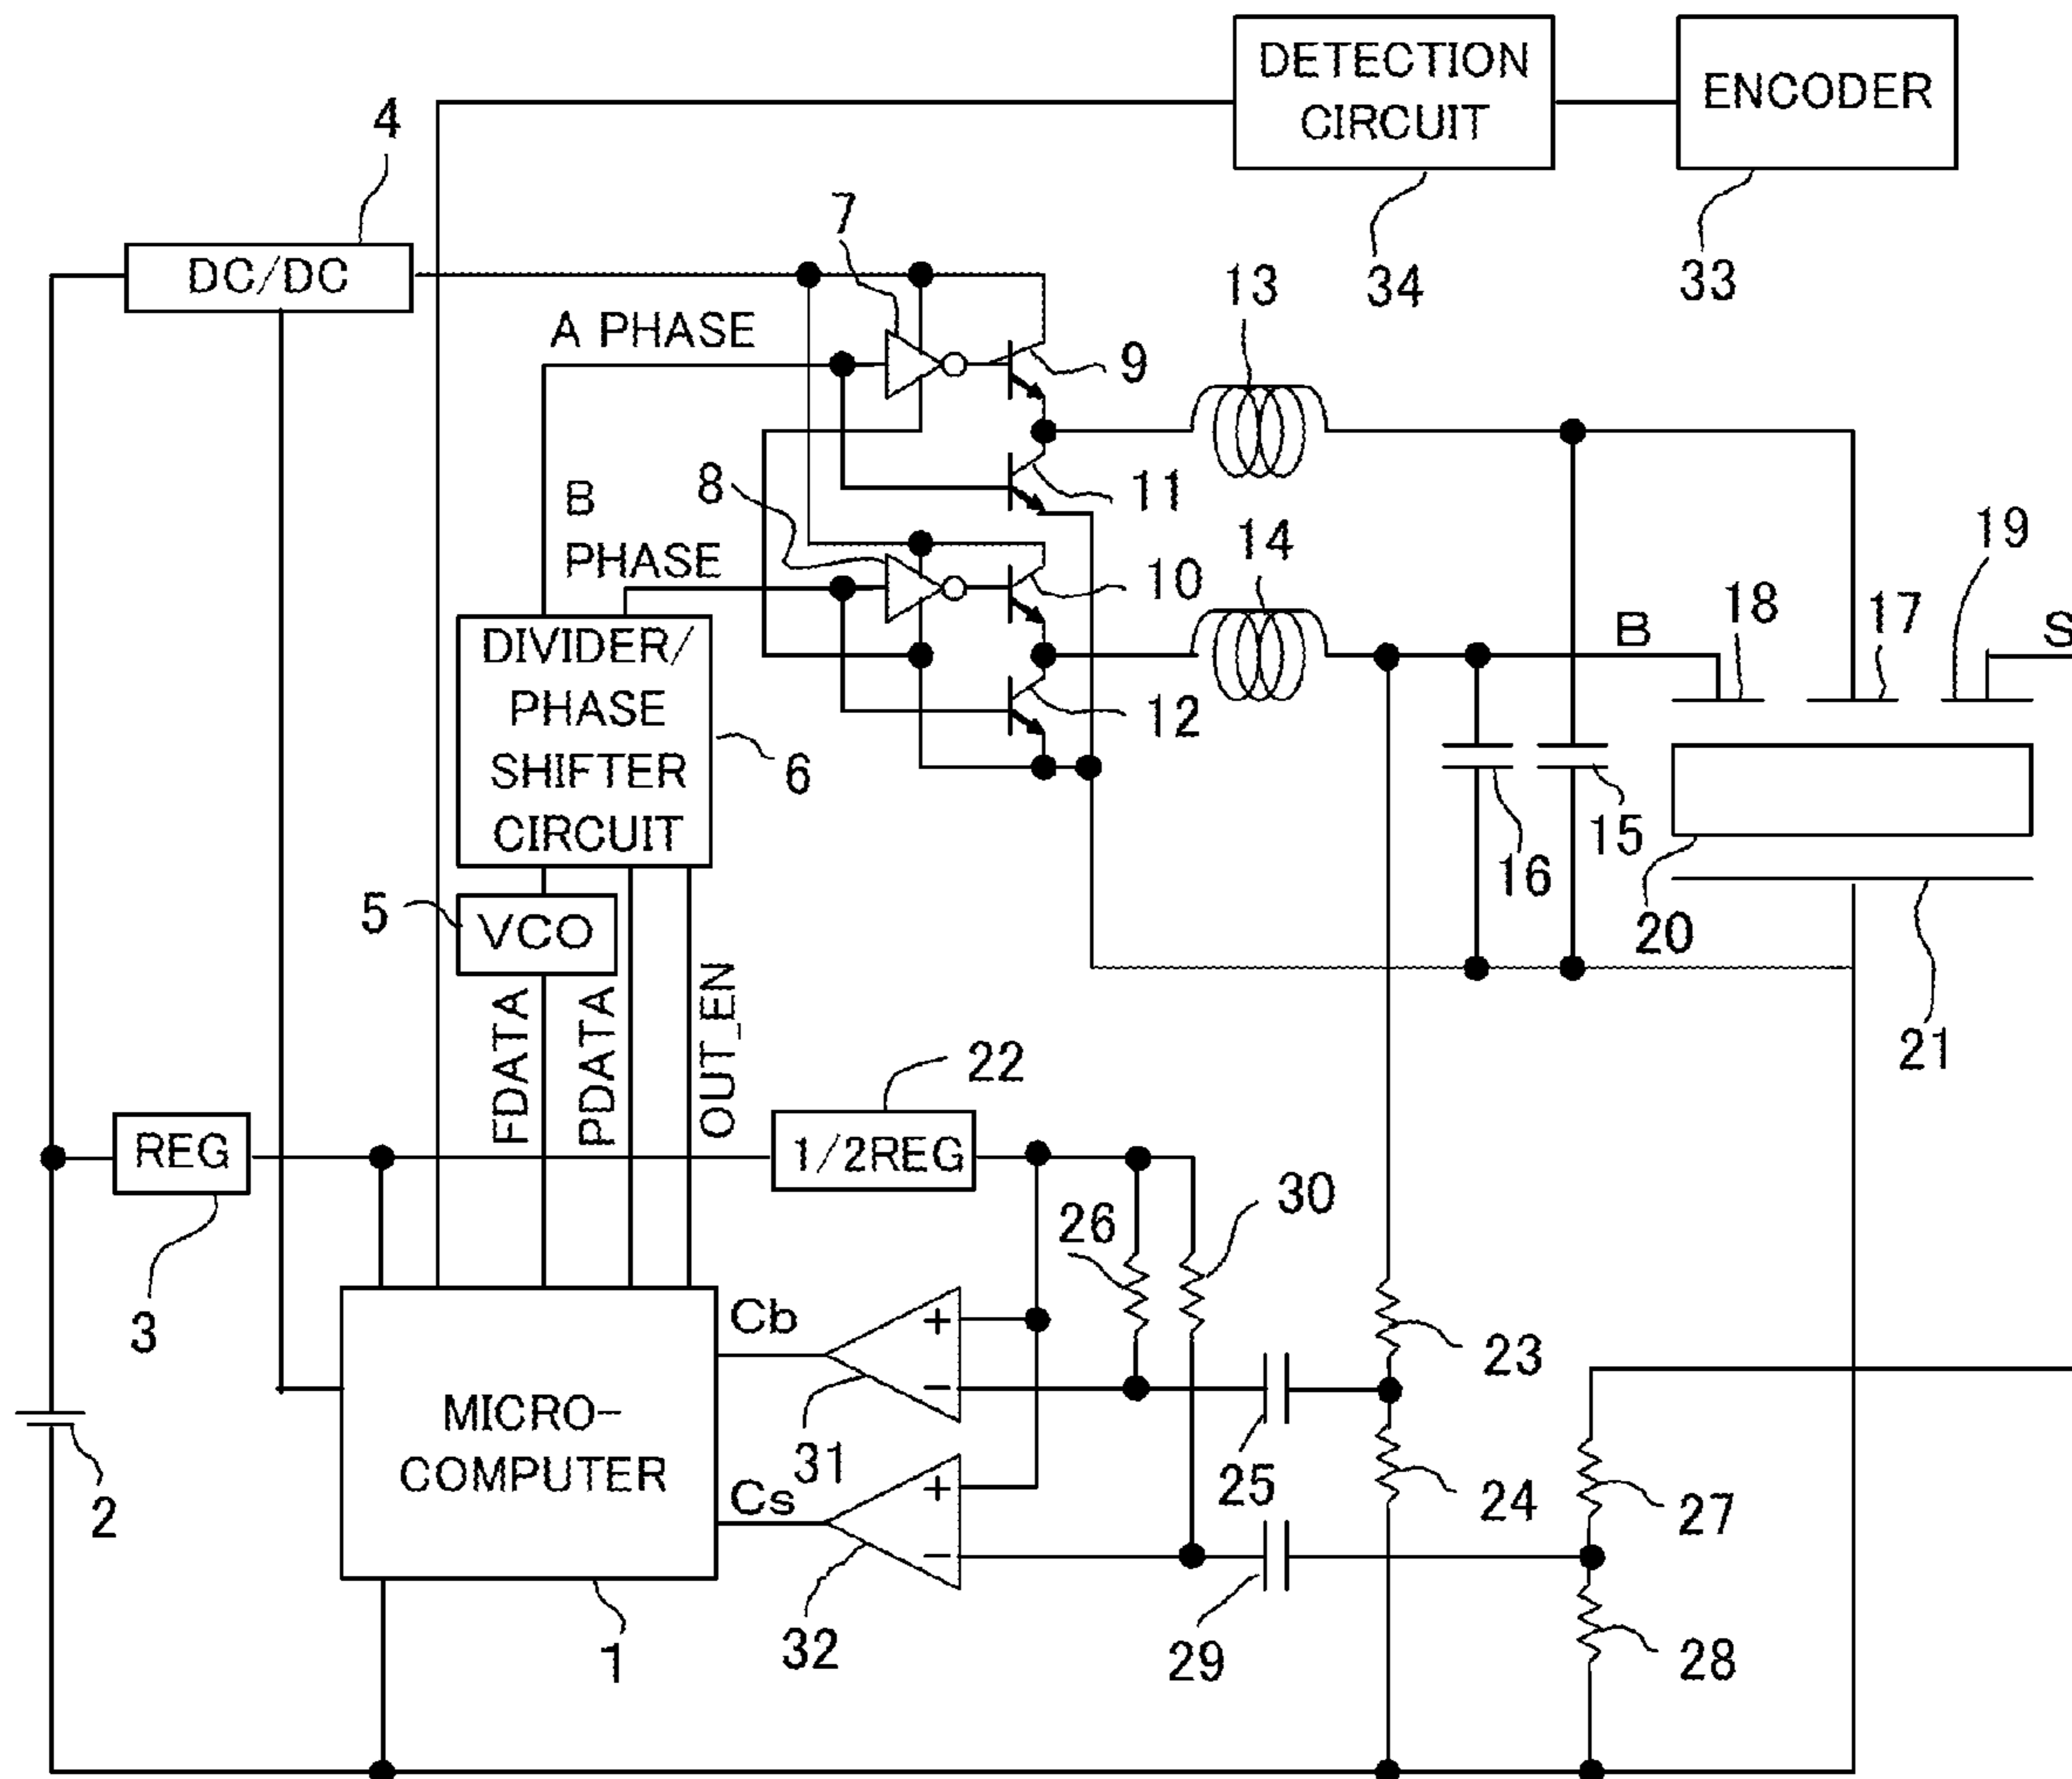 DETECTION
CIRCUIT
ENCODER
4
7
DC/DC
13
34
33
A PHASE
9
8
B
PHASE
11
14
19
10
18
17
B
S
DIVIDER/
PHASE
SHIFTER
CIRCUIT
12
6
15
16
5
VCO
20
21
FDATA
PDATA
OUT_EN
22
REG
1/2REG
30
26
3
Cb
+
−
23
MICRO-
COMPUTER
31
25
24
2
Cs
+
−
27
32
29
28
1